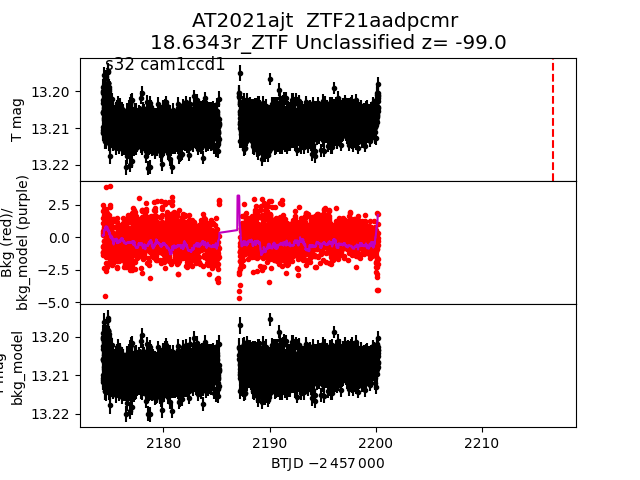 AT2021ajt ZTF21aadpcmr
18.6343r_ZTF Unclassified z= -99.0
s32 cam1ccd1
13.20
13.21
13.22
T mag
2.5
0.0
−2.5
−5.0
Bkg (red)/
bkg_model (purple)
13.20
13.21
13.22
mag
bkg_model
2180
2190
2200
2210
BTJD −2 457 000